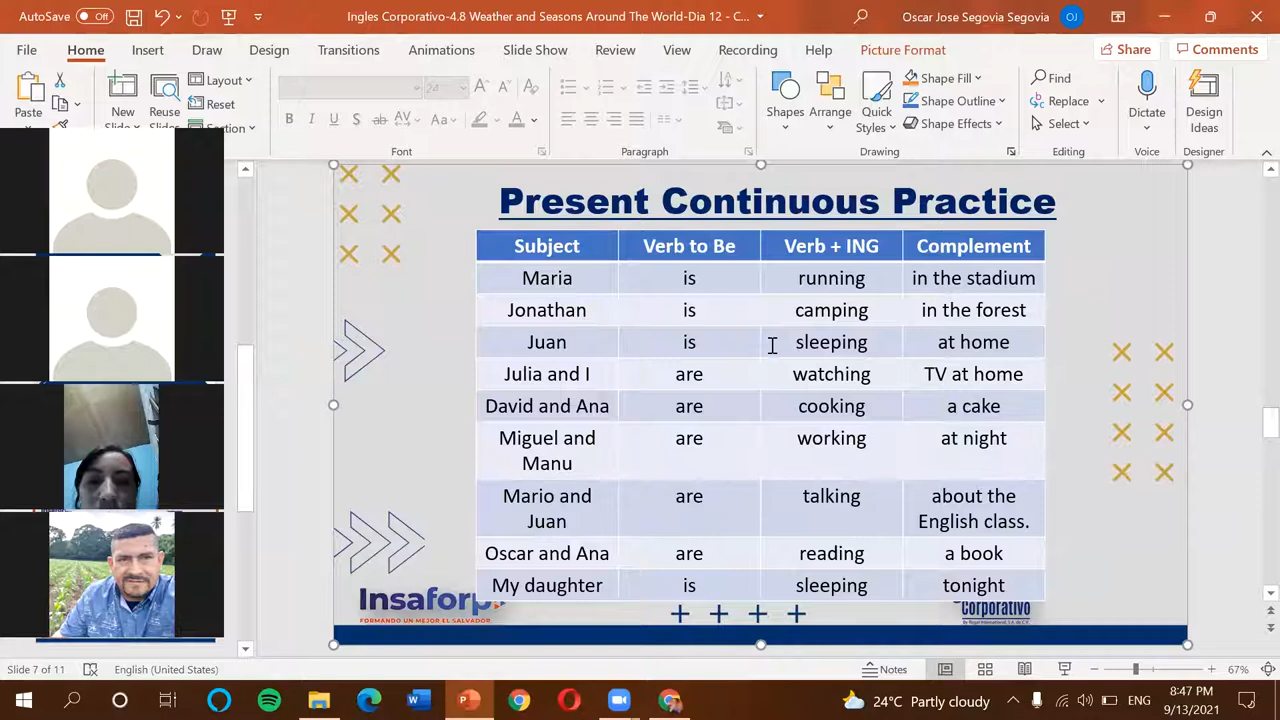 AutoSave Off
Ingles Corporativo-4.8 Weather and Seasons Around The World-Dia 12 - C...
Oscar Jose Segovia Segovia OJ
File Home Insert Draw Design Transitions Animations Slide Show Review View Recording Help Picture Format Share Comments
Paste
New
Slide
Reuse
Slides
Layout
Reset
Section
Shapes
Arrange
Quick
Styles
Shape Fill
Shape Outline
Shape Effects
Find
Replace
Select
Dictate
Design
Ideas
Font Paragraph Drawing Editing Voice Designer
Present Continuous Practice
Subject Verb to Be Verb + ING Complement
Maria is running in the stadium
Jonathan is camping in the forest
Juan is sleeping at home
Julia and I are watching TV at home
David and Ana are cooking a cake
Miguel and are working at night
Manu
Mario and are talking about the
Juan English class.
Oscar and Ana are reading a book
My daughter is sleeping tonight
Insaforp
FORMANDO UN MEJOR EL SALVADOR
Corporativo
Slide 7 of 11 English (United States) Notes 67%
24°C Partly cloudy ENG
8:47 PM
9/13/2021